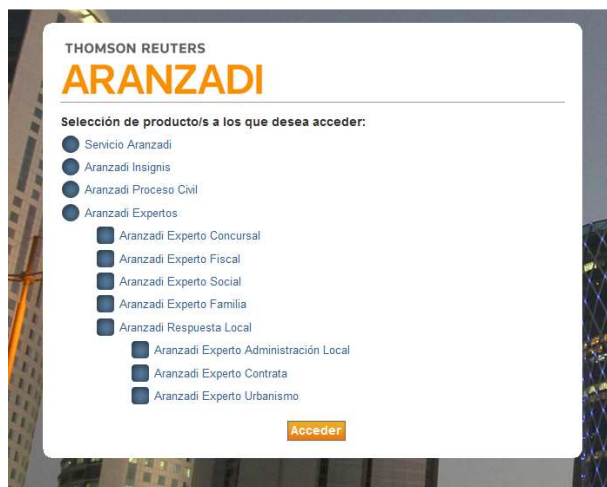 THOMSON REUTERS
ARANZADI
Selección de producto/s a los que desea acceder:
Servicio Aranzadi
Aranzadi Insignis
Aranzadi Proceso Civil
Aranzadi Expertos
Aranzadi Experto Concursal
Aranzadi Experto Fiscal
Aranzadi Experto Social
Aranzadi Experto Familia
Aranzadi Respuesta Local
Aranzadi Experto Administración Local
Aranzadi Experto Contrata
Aranzadi Experto Urbanismo
Acceder